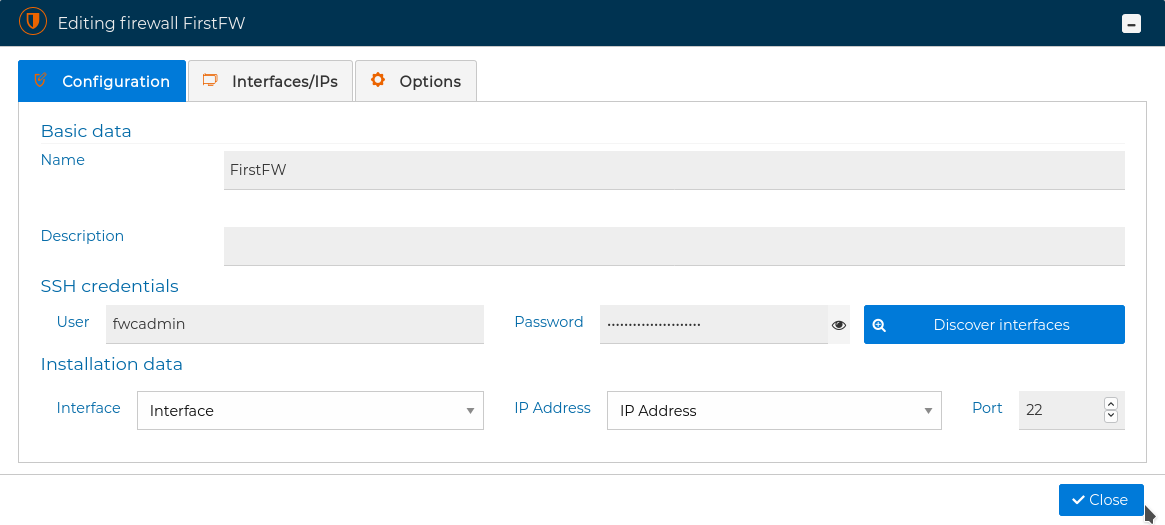 Editing firewall FirstFW
Configuration Interfaces/IPs Options
Basic data
Name FirstFW
Description
SSH credentials
User fwcadmin Password ...................... Discover interfaces
Installation data
Interface Interface IP Address IP Address Port 22
Close